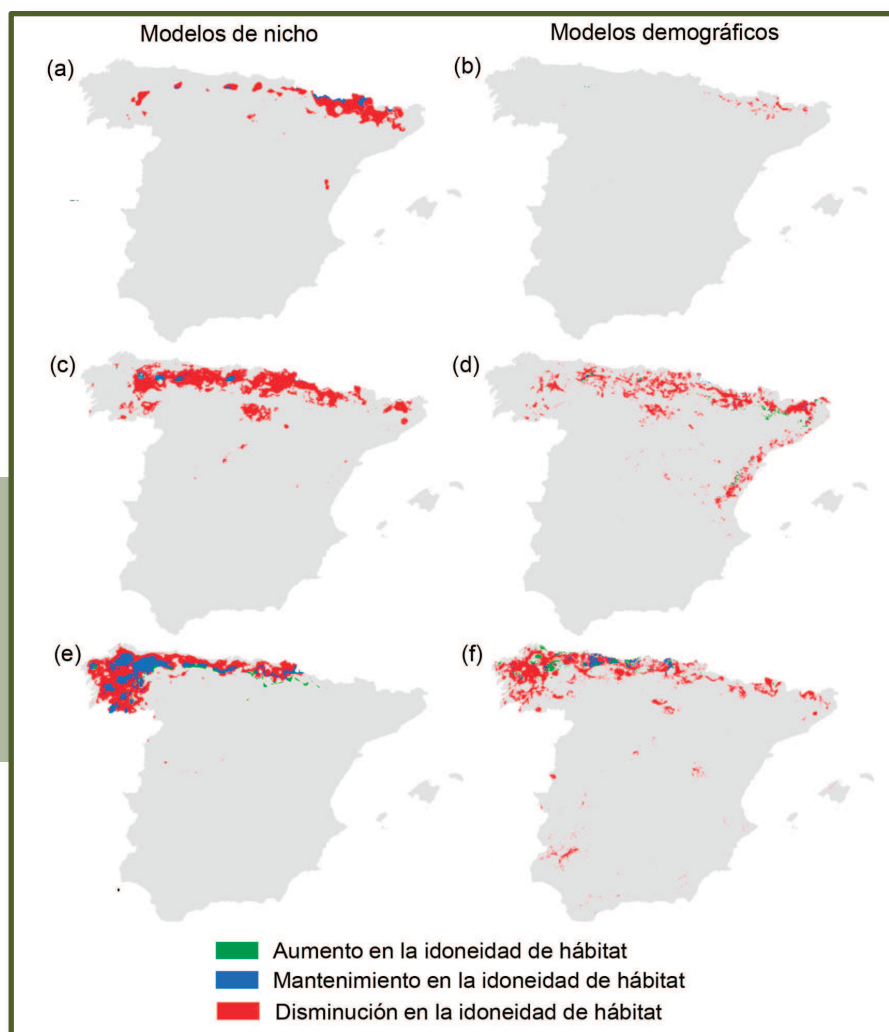 Modelos de nicho
Modelos demográficos
(a)
(b)
(c)
(d)
(e)
(f)
Aumento en la idoneidad de hábitat
Mantenimiento en la idoneidad de hábitat
Disminución en la idoneidad de hábitat